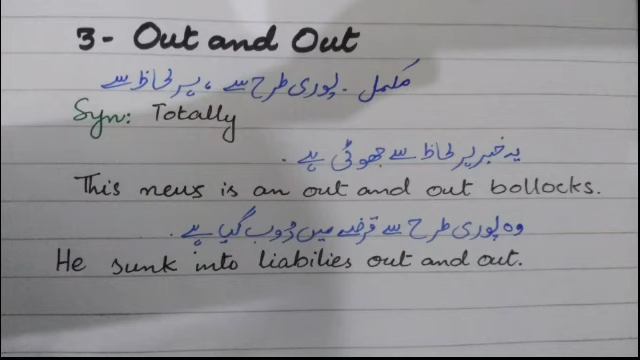 3- Out and Out
مکمل . پوری طرح سے ، ہر لحاظ سے
Syn: Totally
یہ خبر ہر لحاظ سے جھوٹی ہے .
This news is an out and out bollocks.
وہ پوری طرح سے قرضے میں ڈوب گیا ہے .
He sunk into liabilies out and out.